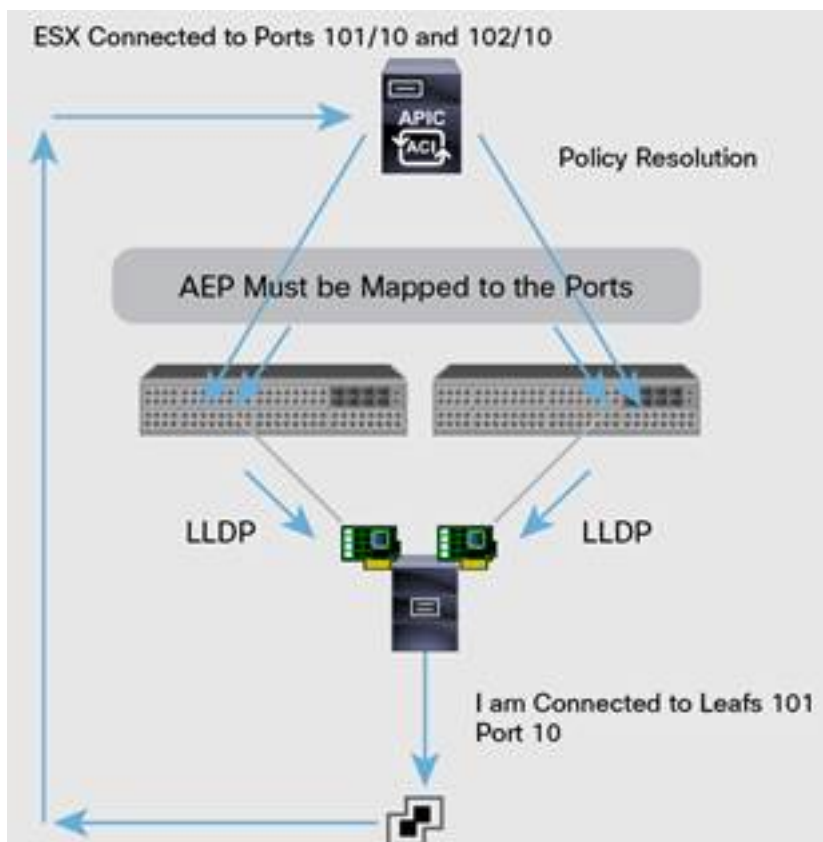 ESX Connected to Ports 101/10 and 102/10
APIC
ACI
Policy Resolution
AEP Must be Mapped to the Ports
LLDP
LLDP
I am Connected to Leafs 101
Port 10